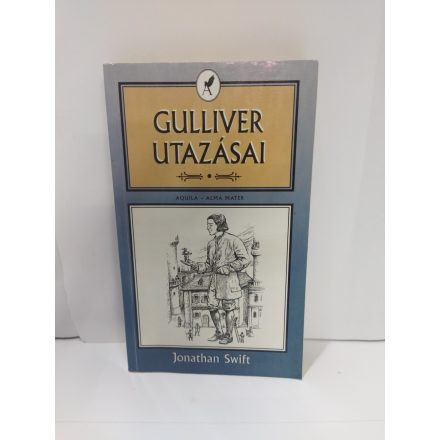 GULLIVER
UTAZÁSAI
AQUILA – ALMA MATER
Jonathan Swift